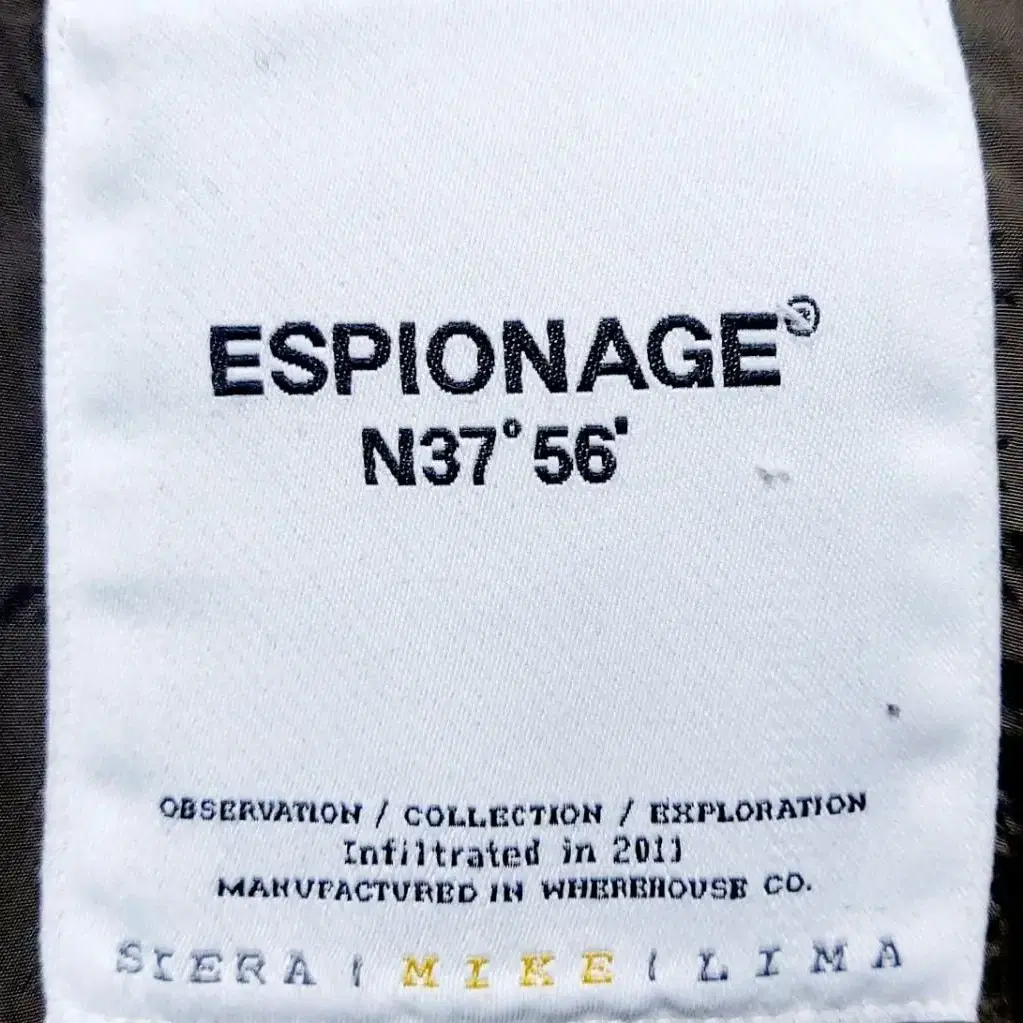 ESPIONAGE®
N37°56'
OBSERVATION / COLLECTION / EXPLORATION
Infiltrated in 2011
MANUFACTURED IN WHEREHOUSE CO.
SIERA / MIKE / LIMA